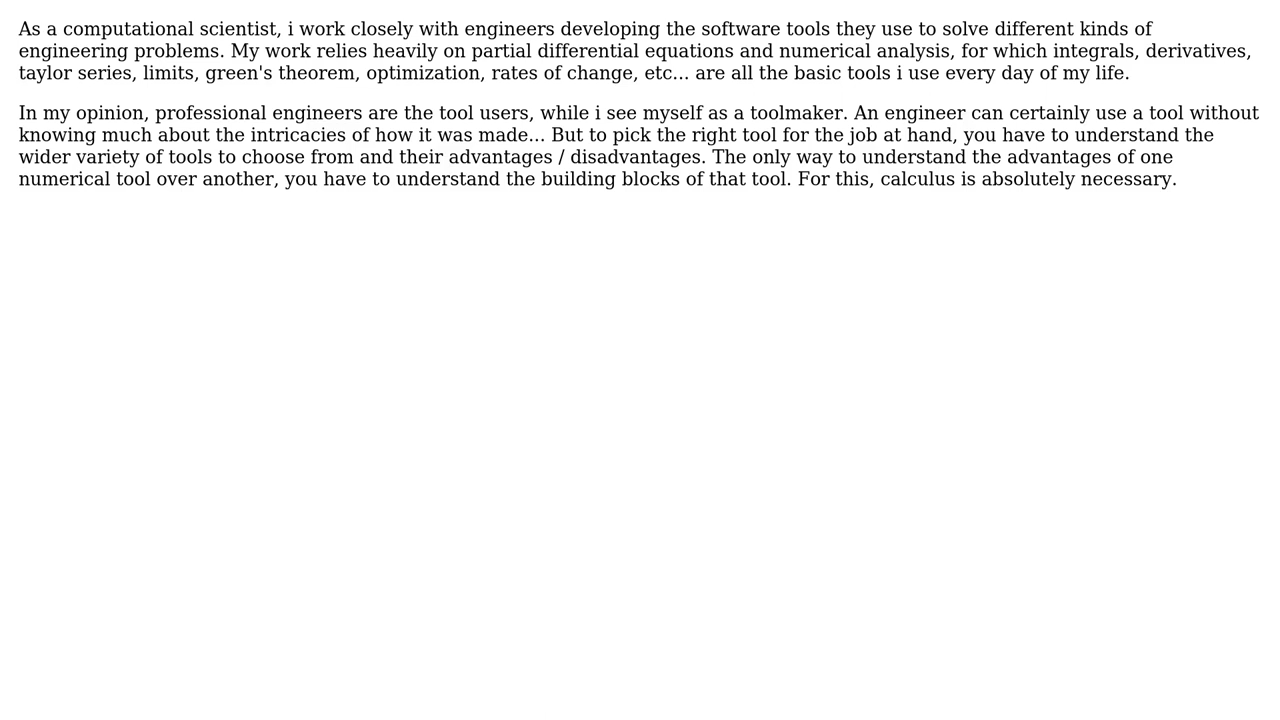 As a computational scientist, i work closely with engineers developing the software tools they use to solve different kinds of
engineering problems. My work relies heavily on partial differential equations and numerical analysis, for which integrals, derivatives,
taylor series, limits, green's theorem, optimization, rates of change, etc... are all the basic tools i use every day of my life.
In my opinion, professional engineers are the tool users, while i see myself as a toolmaker. An engineer can certainly use a tool without
knowing much about the intricacies of how it was made... But to pick the right tool for the job at hand, you have to understand the
wider variety of tools to choose from and their advantages / disadvantages. The only way to understand the advantages of one
numerical tool over another, you have to understand the building blocks of that tool. For this, calculus is absolutely necessary.